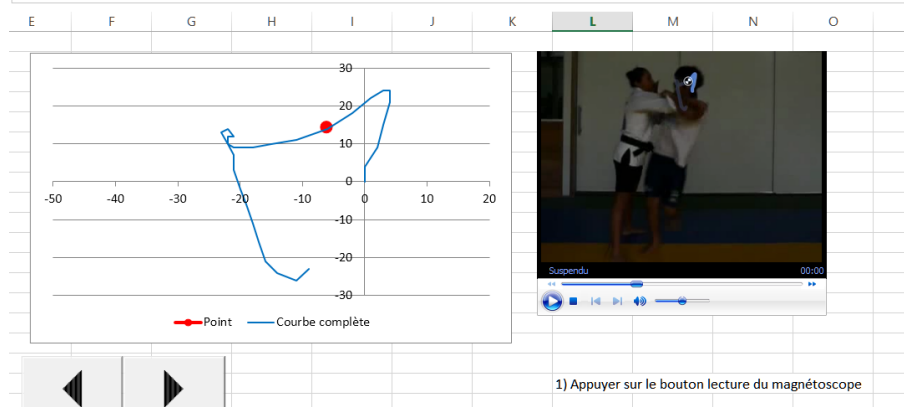 E F G H I J K L M N O
30
20
10
0
-50 -40 -30 -20 -10 0 10 20
-10
-20
-30
Point Courbe complète
Suspendu 00:00
1) Appuyer sur le bouton lecture du magnétoscope